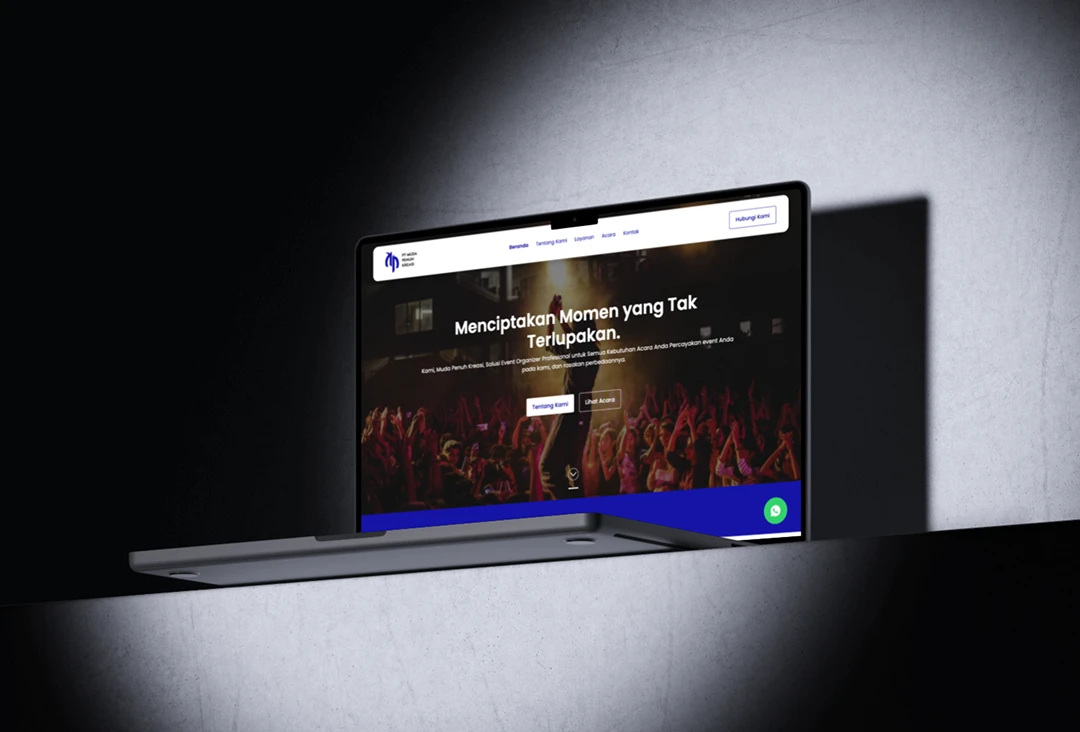 PT MUDA
PENUH
KREASI
Beranda
Tentang Kami
Layanan
Acara
Kontak
Hubungi Kami
Menciptakan Momen yang Tak
Terlupakan.
Kami, Muda Penuh Kreasi, Solusi Event Organizer Profesional untuk Semua Kebutuhan Acara Anda Percayakan event Anda
pada kami, dan rasakan perbedaannya.
Tentang Kami
Lihat Acara